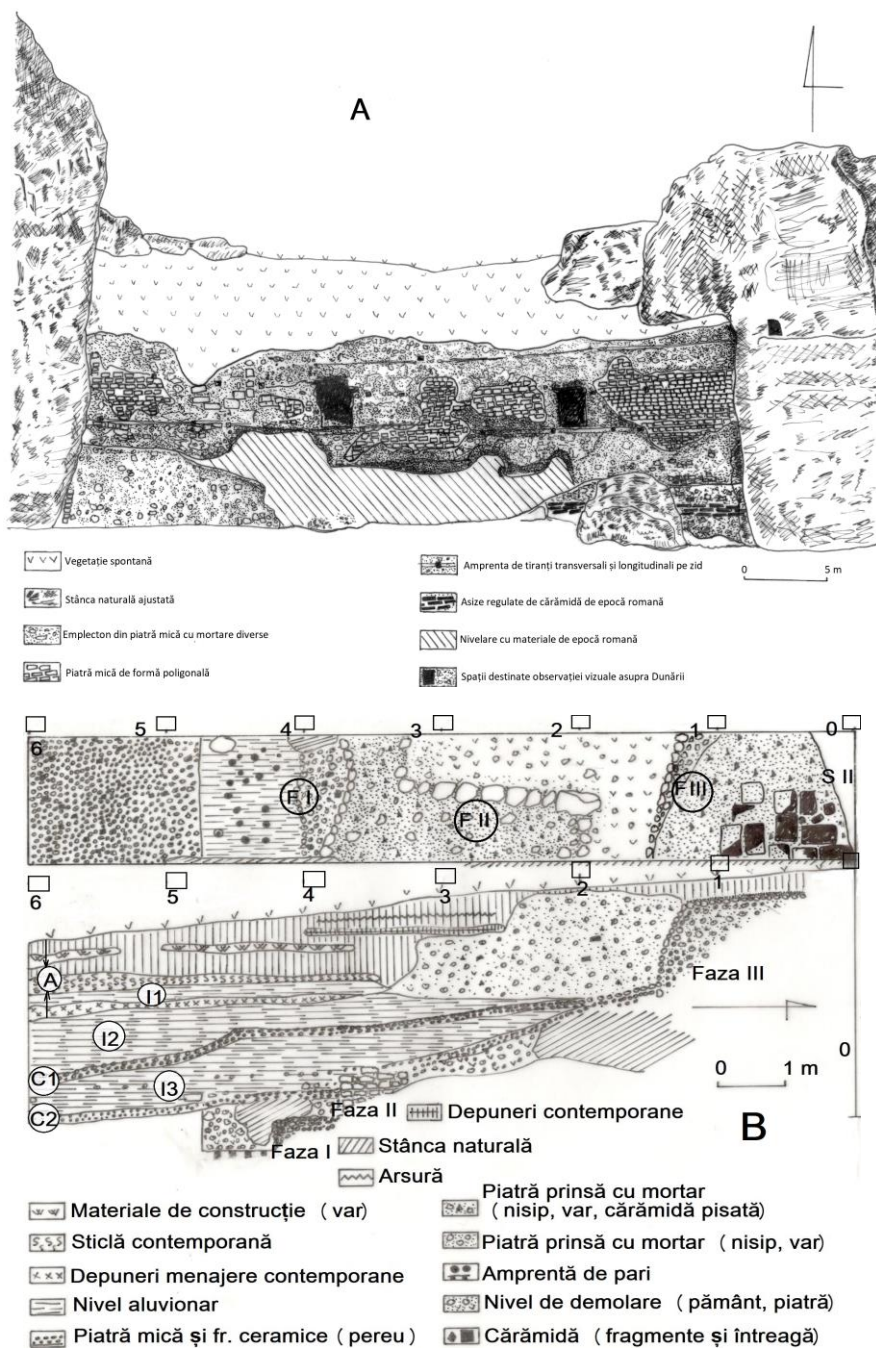 A
Vegetație spontană
Stânca naturală ajustată
Emplecton din piatră mică cu mortare diverse
Piatră mică de formă poligonală
Amprenta de tiranți transversali și longitudinali pe zid
Asize regulate de cărămidă de epocă romană
Nivelare cu materiale de epocă romană
Spații destinate observației vizuale asupra Dunării
0 5 m
6 5 4 3 2 1 0
F I
F II
F III
S II
6 5 4 3 2 1
A
I1
I2
C1
I3
C2
Faza III
Faza II
Faza I
0 1 m
0
B
Depuneri contemporane
Stânca naturală
Arsură
Materiale de construcție (var)
Sticlă contemporană
Depuneri menajere contemporane
Nivel aluvionar
Piatră mică și fr. ceramice (pereu)
Piatră prinsă cu mortar
(nisip, var, cărămidă pisată)
Piatră prinsă cu mortar (nisip, var)
Amprentă de pari
Nivel de demolare (pământ, piatră)
Cărămidă (fragmente și întreagă)